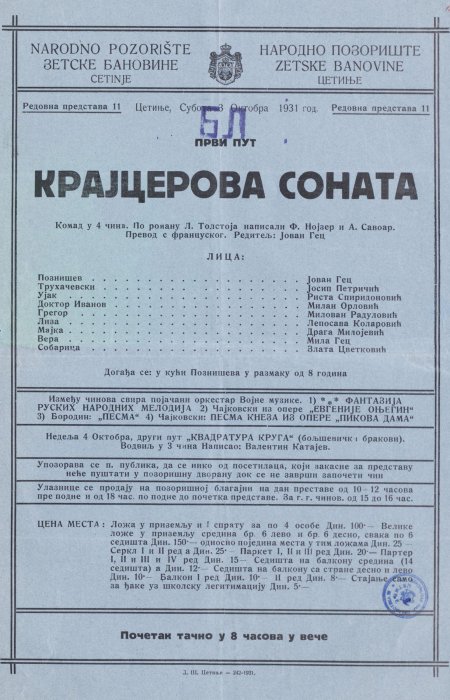 NARODNO POZORIŠTE
ЗЕТСКЕ БАНОВИНЕ
CETINJE
НАРОДНО ПОЗОРИШТЕ
ZETSKE BANOVINE
ЦЕТИЊЕ
Редовна представа 11
Цетиње, Субота 3 Октобра 1931 год.
Редовна представа 11
БЛ
ПРВИ ПУТ
КРАЈЦЕРОВА СОНАТА
Комад у 4 чина. По роману Л. Толстоја написали Ф. Нојзер и А. Савоар.
Превод с француског. Редитељ: Јован Гец
ЛИЦА:
Познишев . . . . . Јован Гец
Трухачевски . . . . . Јосип Петричић
Ујак . . . . . Риста Спиридоновић
Доктор Иванов . . . . . Милан Орловић
Грегор . . . . . Милован Радуловић
Лиза . . . . . Лепосава Коларовић
Мајка . . . . . Драга Милојевић
Вера . . . . . Мила Гец
Собарица . . . . . Злата Цветковић
Догађа се: у кући Познишева у размаку од 8 година
Између чинова свира појачани оркестар Војне музике. 1) *** ФАНТАЗИЈА
РУСКИХ НАРОДНИХ МЕЛОДИЈА 2) Чајковски из опере „ЕВГЕНИЈЕ ОЊЕГИН“
3) Бородин: „ПЕСМА“ 4) Чајковски: ПЕСМА КНЕЗА ИЗ ОПЕРЕ „ПИКОВА ДАМА“
Недеља 4 Октобра, други пут „КВАДРАТУРА КРУГА“ (бољшенички бракови).
Водвиљ у 3 чина Написао: Валентин Катајев.
Упозорава се п. публика, да се нико од посетилаца, који закасне за представу
неће пуштати у позоришну дворану док се не заврши започети чин
Улазнице се продају на позоришној благајни на дан преставе од 10 – 12 часова
пре подне и од 18 час. по подне до почетка представе. За г. г. чинов. од 15 до 16 час.
ЦЕНА МЕСТА: Ложа у приземљу и I спрату за по 4 особе Дин. 100·— Велике
ложе у приземљу средина бр. 6 лево и бр. 6 десно, свака по 6
седишта Дин. 150·— односно поједина места у тим ложама Дин. 25 —
Серкл I и II ред а Дин. 25· Паркет I, II и III ред Дин. 20— Партер
I, II и III и IV ред Дин. 15— Седишта на балкону средина (14
седишта) а Дин. 12·— Седишта на балкону са стране десно и лево
Дин. 10·— Балкон I ред Дин. 10·— II ред Дин. 8·— Стајање само
за ђаке уз школску легитимацију Дин. 5·—
Почетак тачно у 8 часова у вече
Д. Ш. Цетиње — 242-1931.